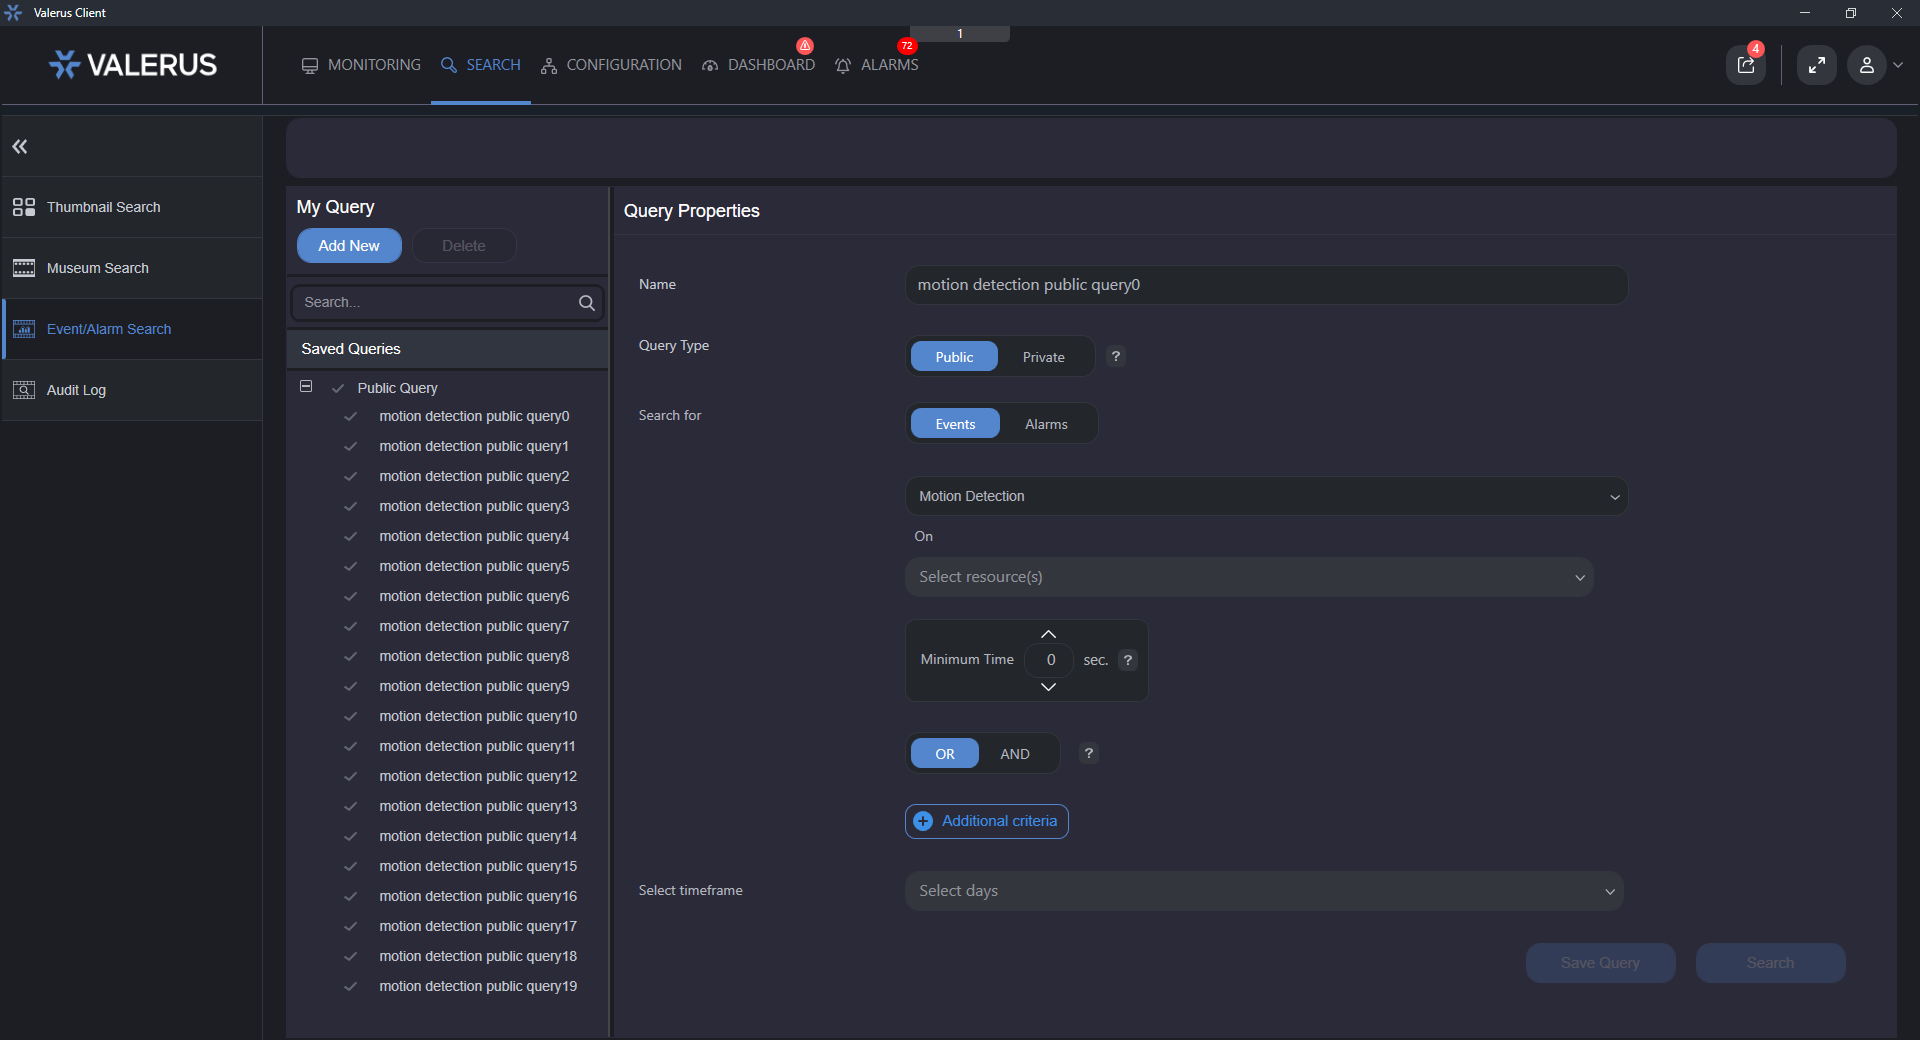 Valerus Client
1
VALERUS
MONITORING
SEARCH
CONFIGURATION
DASHBOARD
72
ALARMS
4
Thumbnail Search
Museum Search
Event/Alarm Search
Audit Log
My Query
Add New
Delete
Search...
Saved Queries
Public Query
motion detection public query0
motion detection public query1
motion detection public query2
motion detection public query3
motion detection public query4
motion detection public query5
motion detection public query6
motion detection public query7
motion detection public query8
motion detection public query9
motion detection public query10
motion detection public query11
motion detection public query12
motion detection public query13
motion detection public query14
motion detection public query15
motion detection public query16
motion detection public query17
motion detection public query18
motion detection public query19
Query Properties
Name
motion detection public query0
Query Type
Public
Private
?
Search for
Events
Alarms
Motion Detection
On
Select resource(s)
Minimum Time
0
sec.
?
OR
AND
?
Additional criteria
Select timeframe
Select days
Save Query
Search